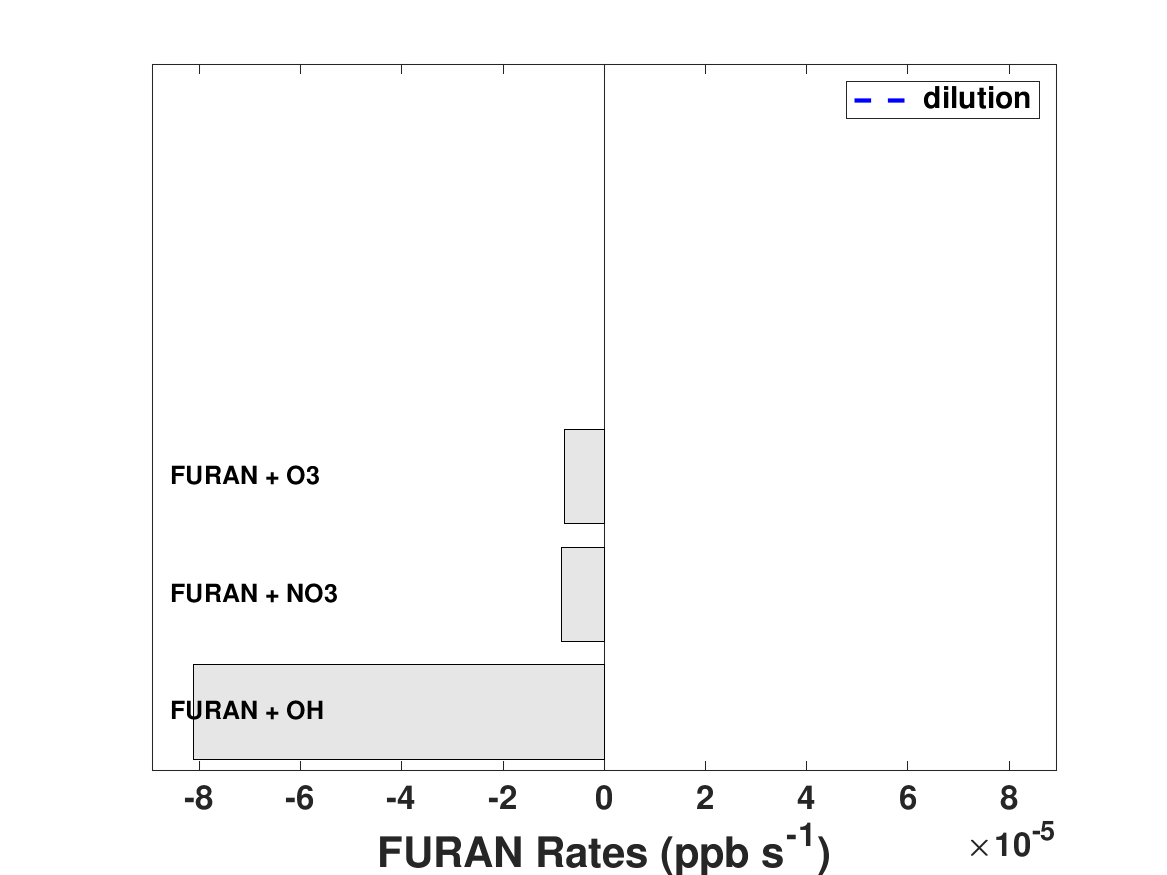 dilution
FURAN + O3
FURAN + NO3
FURAN + OH
-8 -6 -4 -2 0 2 4 6 8
×10^-5
FURAN Rates (ppb s^-1)